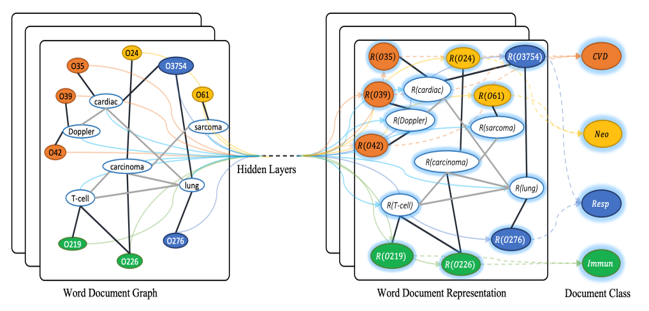 O24
O35
O3754
O39
cardiac
O61
Doppler
sarcoma
O42
carcinoma
T-cell
lung
O219
O226
O276
Hidden Layers
Word Document Graph
R(O35)
R(O24)
R(O3754)
R(cardiac)
R(O39)
R(O61)
R(Doppler)
R(sarcoma)
R(O42)
R(carcinoma)
R(lung)
R(T-cell)
R(O276)
R(O219)
R(O226)
Word Document Representation
CVD
Neo
Resp
Immun
Document Class